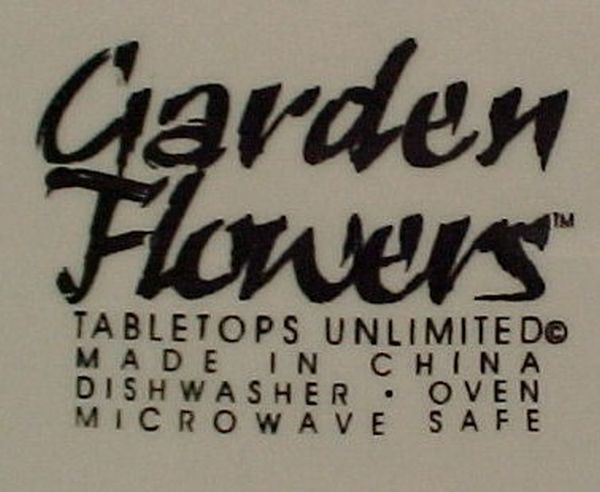 Garden
Flowers™
TABLETOPS UNLIMITED©
MADE IN CHINA
DISHWASHER • OVEN
MICROWAVE SAFE